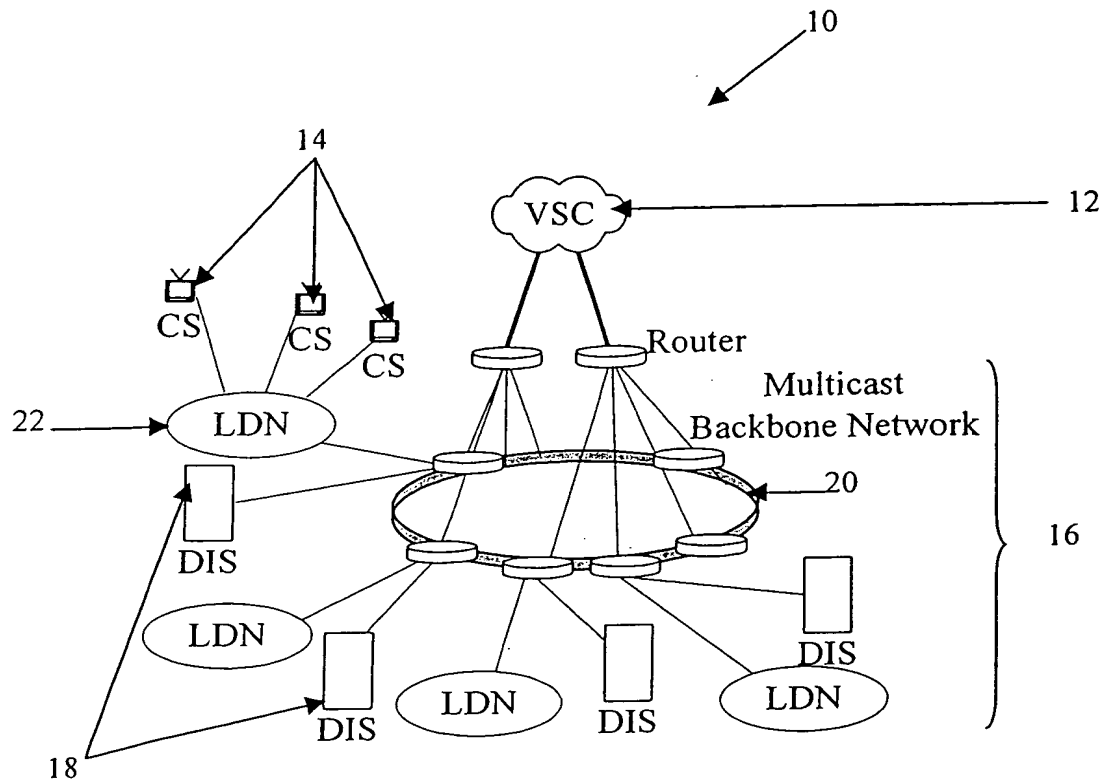 10
14
VSC
12
CS
CS
CS
Router
Multicast
Backbone Network
22
LDN
20
DIS
16
LDN
DIS
LDN
DIS
DIS
LDN
18